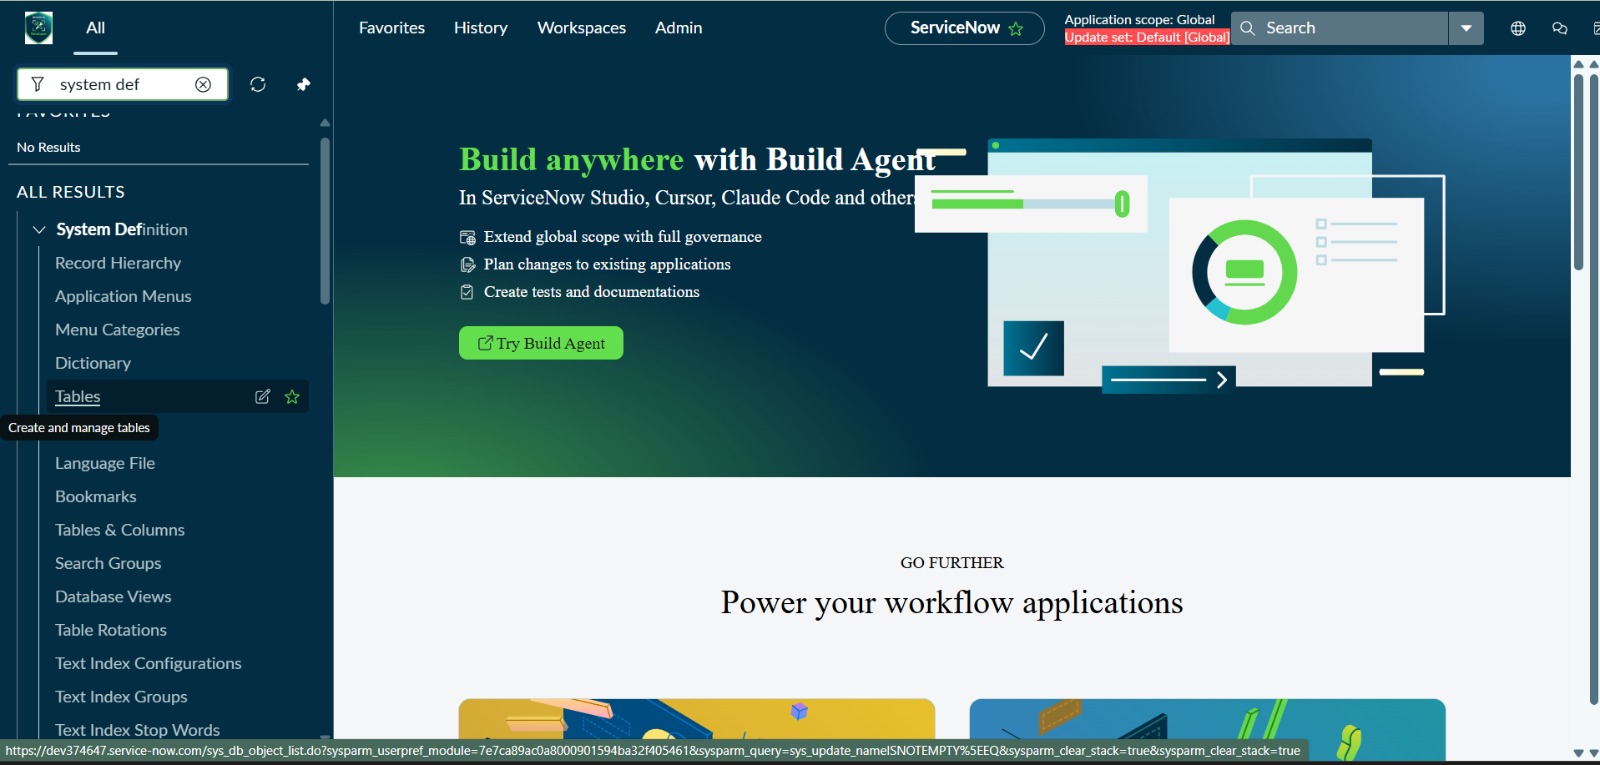 All
Favorites
History
Workspaces
Admin
ServiceNow
Application scope: Global
Update set: Default [Global]
Search
system def
FAVORITES
No Results
ALL RESULTS
System Definition
Record Hierarchy
Application Menus
Menu Categories
Dictionary
Tables
Create and manage tables
Language File
Bookmarks
Tables & Columns
Search Groups
Database Views
Table Rotations
Text Index Configurations
Text Index Groups
Text Index Stop Words
Build anywhere with Build Agent
In ServiceNow Studio, Cursor, Claude Code and others
Extend global scope with full governance
Plan changes to existing applications
Create tests and documentations
Try Build Agent
GO FURTHER
Power your workflow applications
https://dev374647.service-now.com/sys_db_object_list.do?sysparm_userpref_module=7e7ca89ac0a8000901594ba32f405461&sysparm_query=sys_update_nameISNOTEMPTY%5EEQ&sysparm_clear_stack=true&sysparm_clear_stack=true